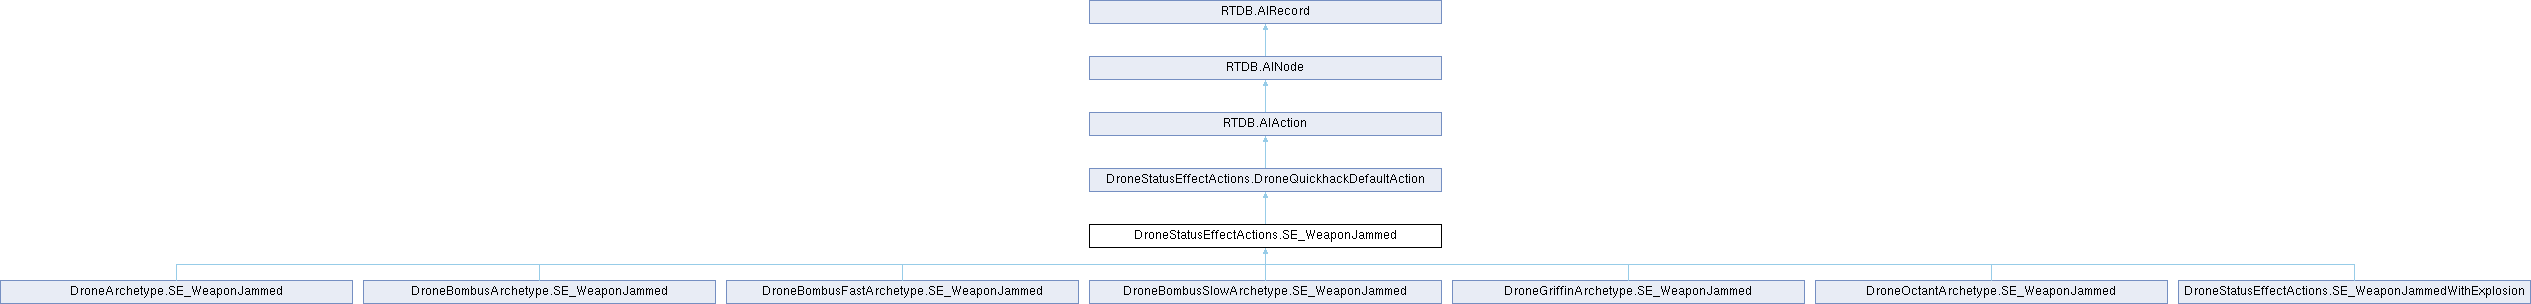 RTDB.AIRecord
RTDB.AINode
RTDB.AIAction
DroneStatusEffectActions.DroneQuickhackDefaultAction
DroneStatusEffectActions.SE_WeaponJammed
DroneArchetype.SE_WeaponJammed
DroneBombusArchetype.SE_WeaponJammed
DroneBombusFastArchetype.SE_WeaponJammed
DroneBombusSlowArchetype.SE_WeaponJammed
DroneGriffinArchetype.SE_WeaponJammed
DroneOctantArchetype.SE_WeaponJammed
DroneStatusEffectActions.SE_WeaponJammedWithExplosion